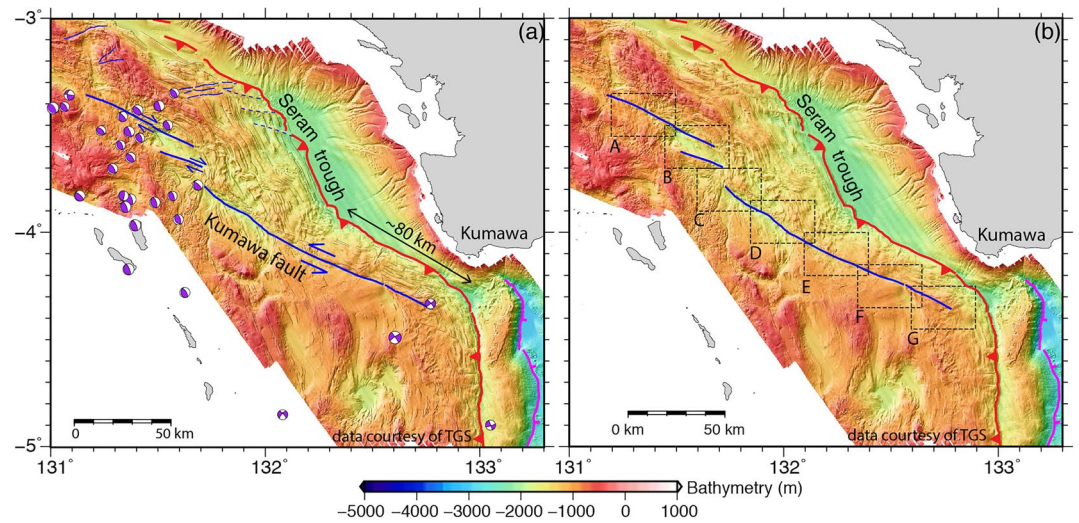 (a)
(b)
−3˚
−4˚
−5˚
Seram trough
~80 km
Kumawa
Kumawa fault
0 50 km
data courtesy of TGS
131˚ 132˚ 133˚
Seram trough
Kumawa
A
B
C
D
E
F
G
0 km 50 km
data courtesy of TGS
131˚ 132˚ 133˚
Bathymetry (m)
−5000 −4000 −3000 −2000 −1000 0 1000